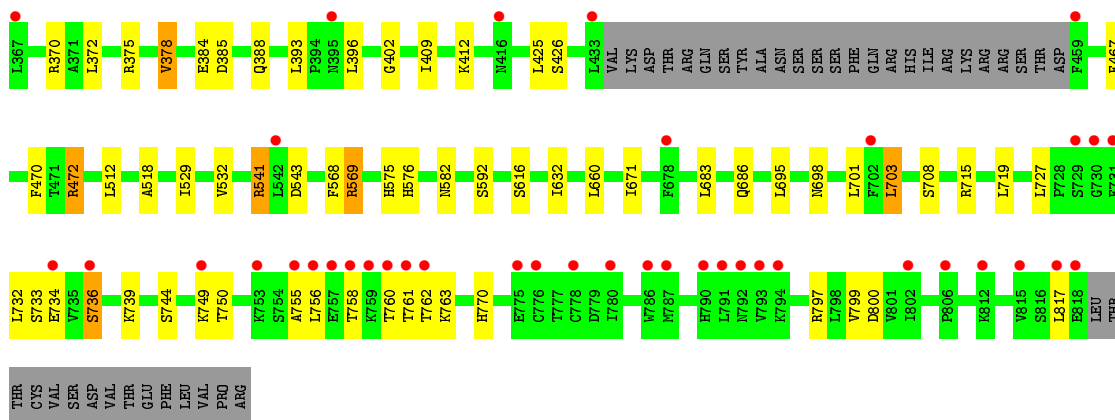 L367 R370 A371 L372 R375 V378 E384 D385 Q388 L393 P394 N395 L396 G402 I409 K412 N416 L425 S426 L433 VAL LYS ASP THR ARG GLN SER TYR ALA ASN SER SER SER PHE GLN ARG HIS ILE ARG LYS ARG ARG SER THR ASP F459
F470 T471 R472 L512 A518 I529 V532 R541 L542 D543 F568 R569 H575 H576 N582 S592 S616 I632 L660 I671 F678 L683 Q686 L695 N698 L701 F702 L703 S708 R715 L719 L727 P728 S729 G730
L732 S733 E734 V735 S736 K739 S744 K749 T750 K753 S754 A755 L756 E757 T758 K759 T760 T761 T762 K763 H770 E775 C776 T777 C778 D779 I780 W786 M787 H790 L791 N792 V793 K794 R797 L798 V799 D800 V801 I802 P806 K812 V815 S816 L817 E818 LEU THR
THR CYS VAL SER ASP VAL THR GLU PHE LEU VAL PRO ARG